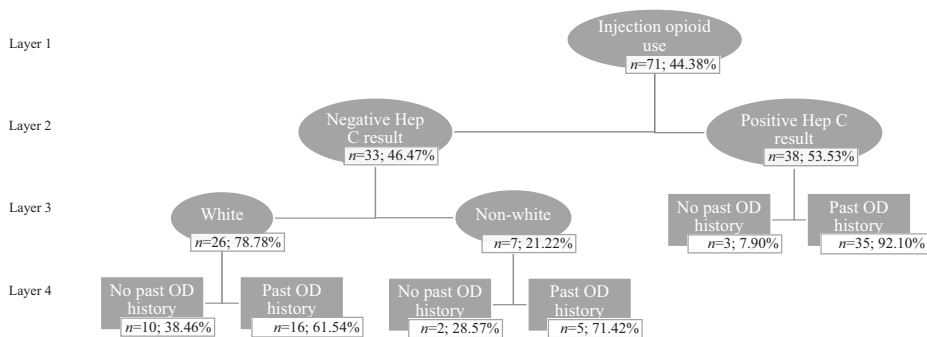 Layer 1
Injection opioid
use
n=71; 44.38%
Layer 2
Negative Hep
C result
n=33; 46.47%
Positive Hep C
result
n=38; 53.53%
Layer 3
White
n=26; 78.78%
Non-white
n=7; 21.22%
No past OD
history
n=3; 7.90%
Past OD
history
n=35; 92.10%
Layer 4
No past OD
history
n=10; 38.46%
Past OD
history
n=16; 61.54%
No past OD
history
n=2; 28.57%
Past OD
history
n=5; 71.42%